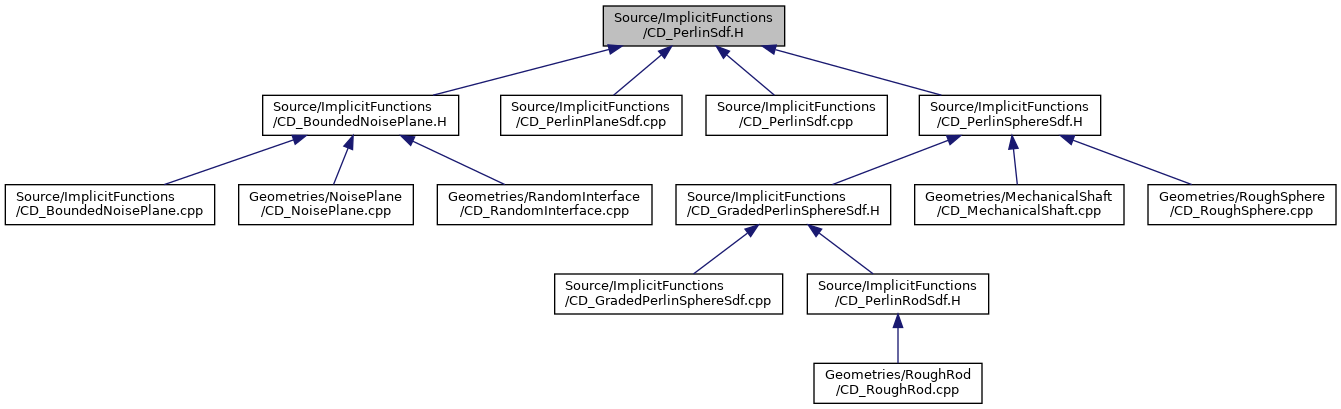 Source/ImplicitFunctions
/CD_PerlinSdf.H
Source/ImplicitFunctions
/CD_BoundedNoisePlane.H
Source/ImplicitFunctions
/CD_PerlinPlaneSdf.cpp
Source/ImplicitFunctions
/CD_PerlinSdf.cpp
Source/ImplicitFunctions
/CD_PerlinSphereSdf.H
Source/ImplicitFunctions
/CD_BoundedNoisePlane.cpp
Geometries/NoisePlane
/CD_NoisePlane.cpp
Geometries/RandomInterface
/CD_RandomInterface.cpp
Source/ImplicitFunctions
/CD_GradedPerlinSphereSdf.H
Geometries/MechanicalShaft
/CD_MechanicalShaft.cpp
Geometries/RoughSphere
/CD_RoughSphere.cpp
Source/ImplicitFunctions
/CD_GradedPerlinSphereSdf.cpp
Source/ImplicitFunctions
/CD_PerlinRodSdf.H
Geometries/RoughRod
/CD_RoughRod.cpp